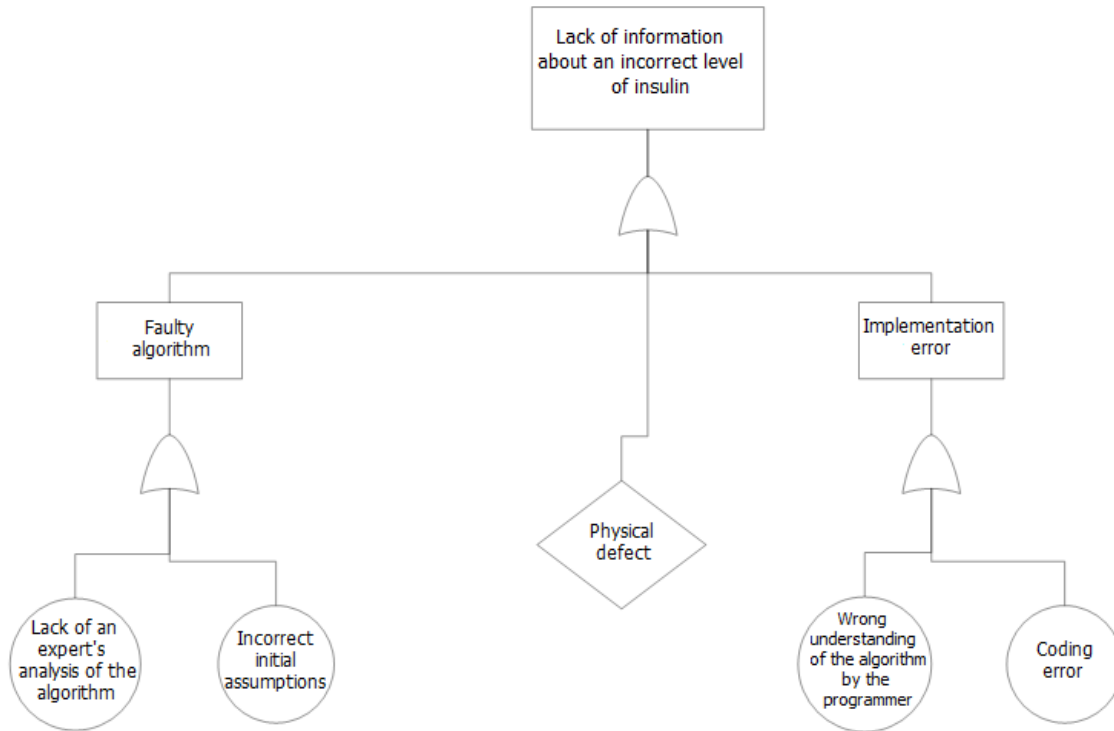 Lack of information
about an incorrect level
of insulin
Faulty
algorithm
Implementation
error
Physical
defect
Lack of an
expert's
analysis of the
algorithm
Incorrect
initial
assumptions
Wrong
understanding
of the algorithm
by the
programmer
Coding
error